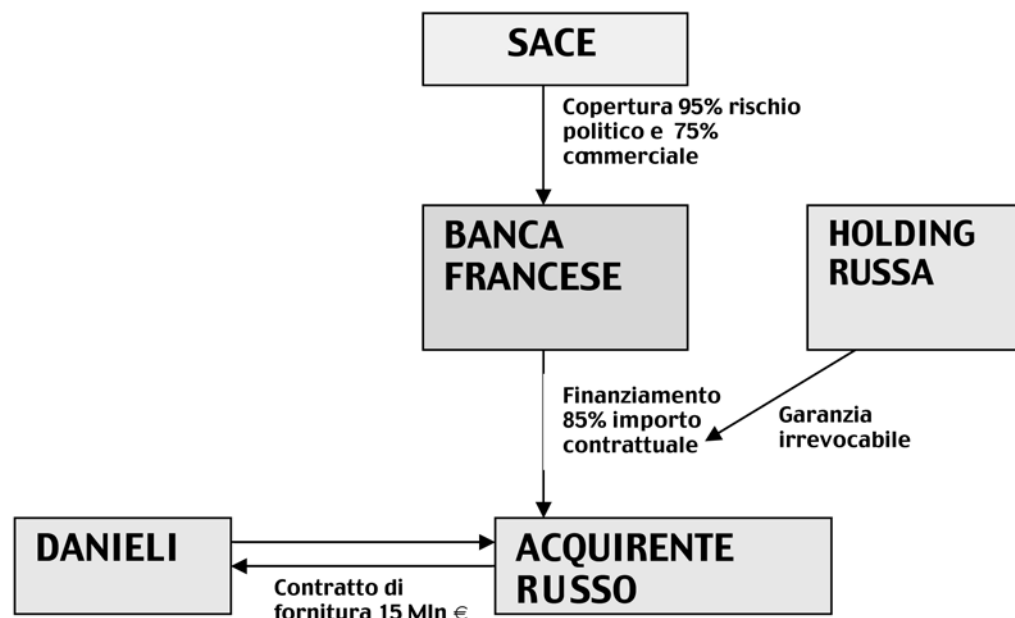 SACE
Copertura 95% rischio
politico e 75%
commerciale
BANCA
FRANCESE
HOLDING
RUSSA
Finanziamento
85% importo
contrattuale
Garanzia
irrevocabile
DANIELI
ACQUIRENTE
RUSSO
Contratto di
fornitura 15 Mln €